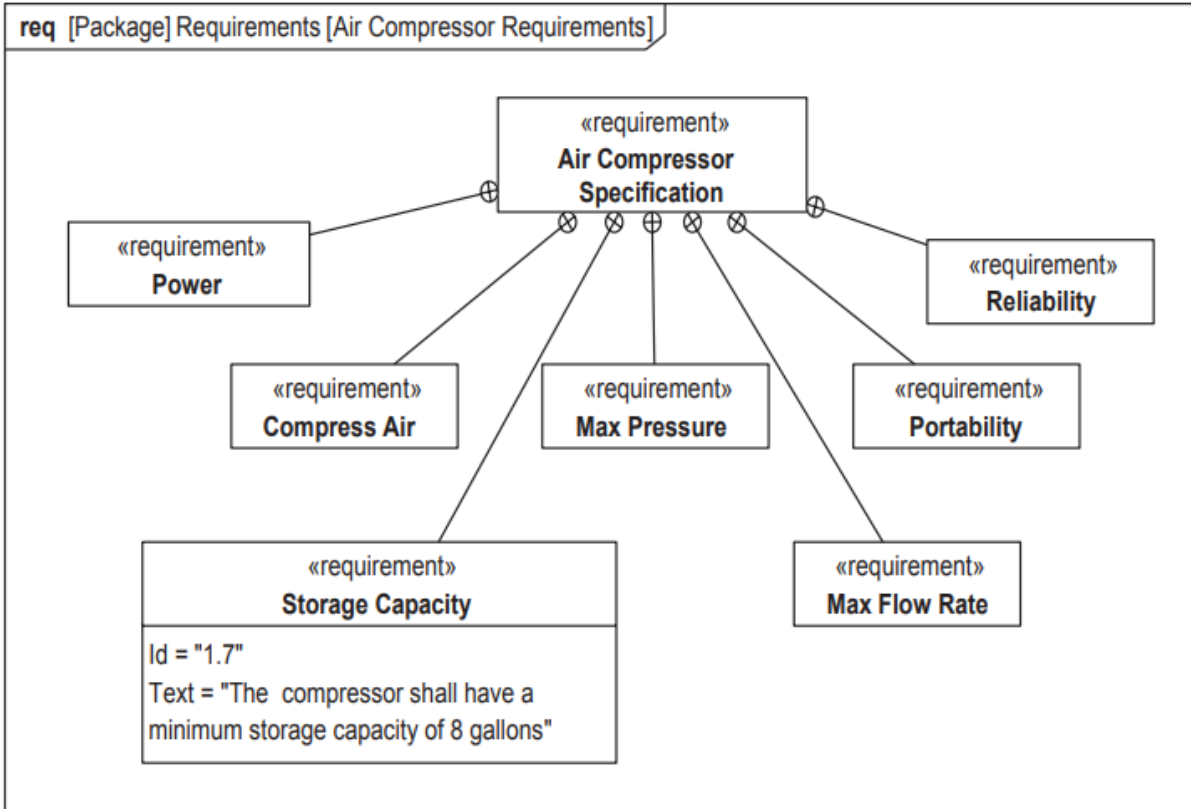 req [Package] Requirements [Air Compressor Requirements]
«requirement»
Air Compressor
Specification
«requirement»
Power
«requirement»
Reliability
«requirement»
Compress Air
«requirement»
Max Pressure
«requirement»
Portability
«requirement»
Storage Capacity
Id = "1.7"
Text = "The  compressor shall have a
minimum storage capacity of 8 gallons"
«requirement»
Max Flow Rate